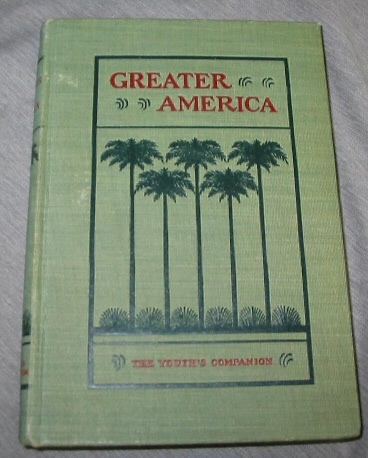 GREATER
AMERICA
THE YOUTH'S COMPANION